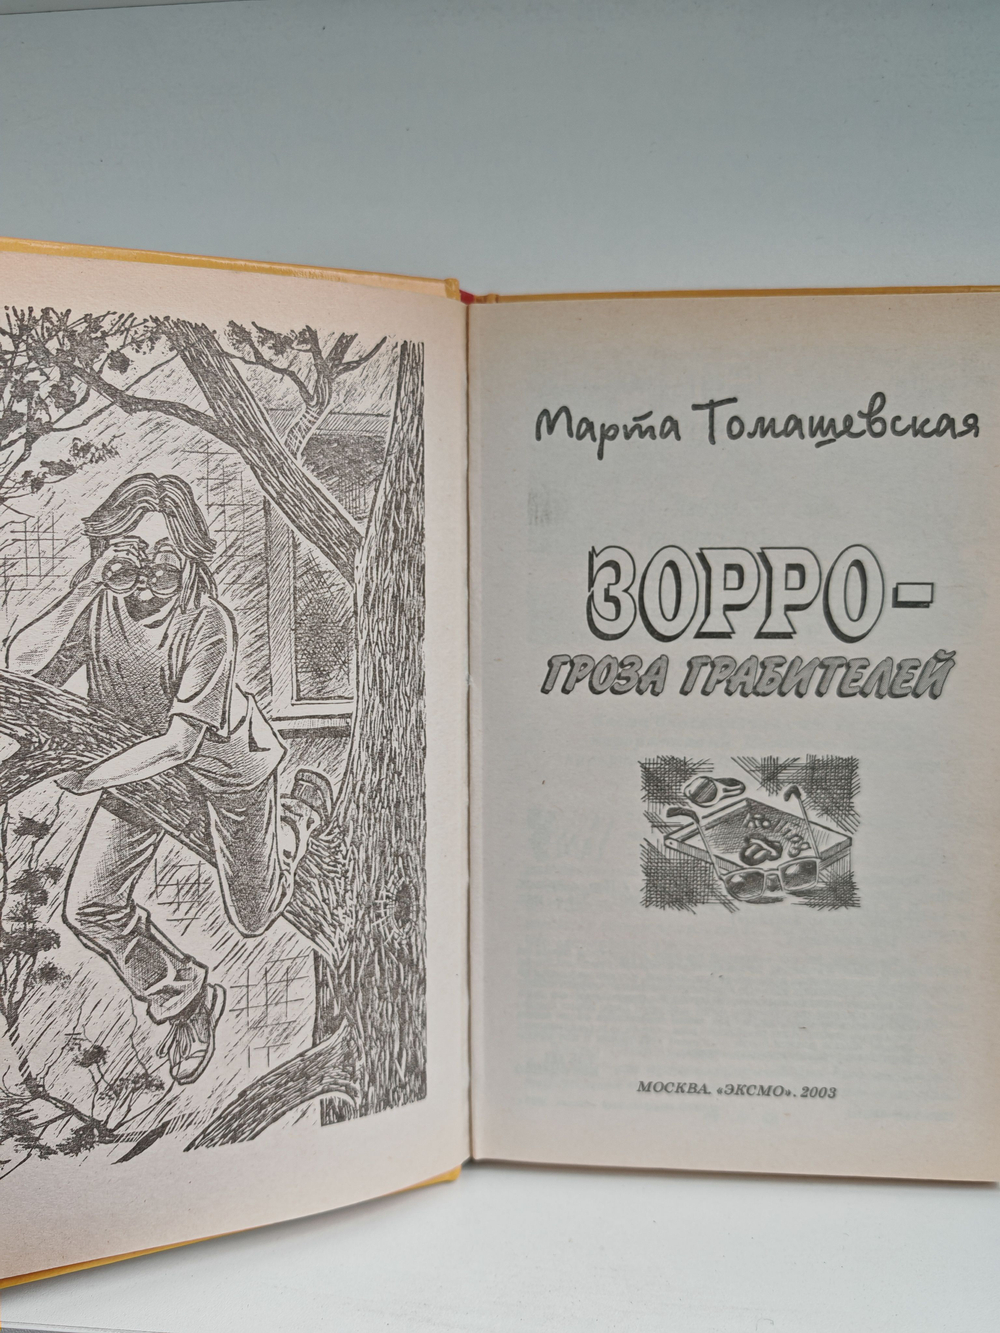 Марта Томашевская
ЗОРРО-
ГРОЗА ГРАБИТЕЛЕЙ
МОСКВА. «ЭКСМО». 2003